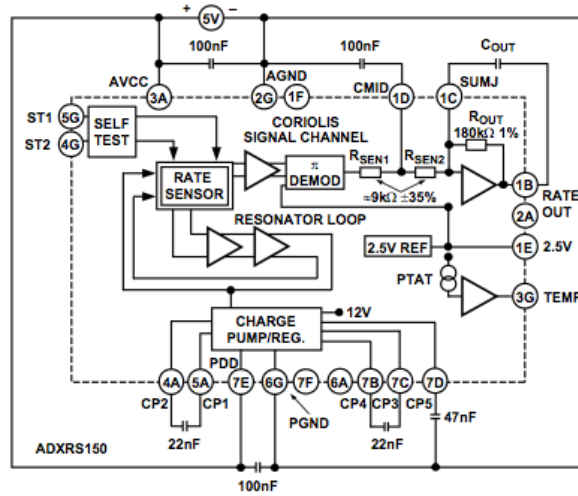 + 5V –
100nF
100nF
COUT
AVCC
AGND
CMID
SUMJ
3A
2G
1F
1D
1C
ST1
5G
ST2
4G
SELF
TEST
CORIOLIS
SIGNAL CHANNEL
ROUT
180kΩ 1%
RATE
SENSOR
π
DEMOD
RSEN1
RSEN2
≈9kΩ ±35%
1B
RATE
OUT
2A
RESONATOR LOOP
2.5V REF
1E
2.5V
PTAT
3G
TEMP
12V
CHARGE
PUMP/REG.
PDD
4A
5A
7E
6G
7F
6A
7B
7C
7D
CP2
CP1
PGND
CP4
CP3
CP5
47nF
22nF
22nF
ADXRS150
100nF